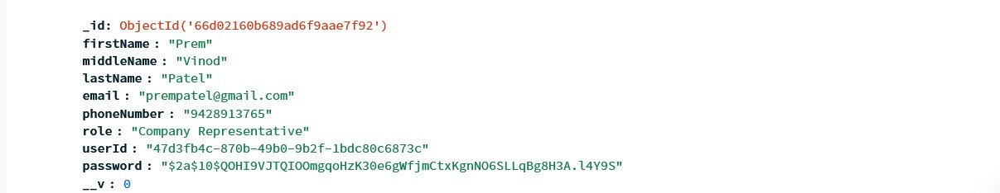 _id: ObjectId('66d02160b689ad6f9aae7f92')
firstName : "Prem"
middleName : "Vinod"
lastName : "Patel"
email : "prempatel@gmail.com"
phoneNumber : "9428913765"
role : "Company Representative"
userId : "47d3fb4c-870b-49b0-9b2f-1bdc80c6873c"
password : "$2a$10$QOHI9VJTQIOOmgqoHzK30e6gWfjmCtxKgnNO6SLLqBg8H3A.l4Y9S"
__v : 0